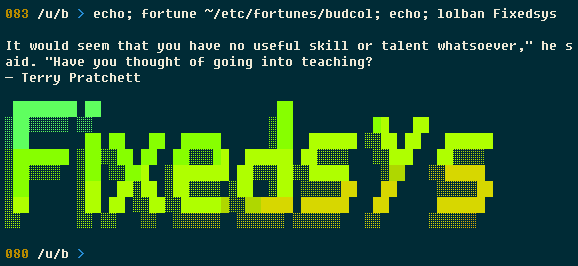 083 /u/b > echo; fortune ~/etc/fortunes/budcol; echo; lolban Fixedsys
It would seem that you have no useful skill or talent whatsoever," he s
aid. "Have you thought of going into teaching?
— Terry Pratchett
Fixedsys
080 /u/b >